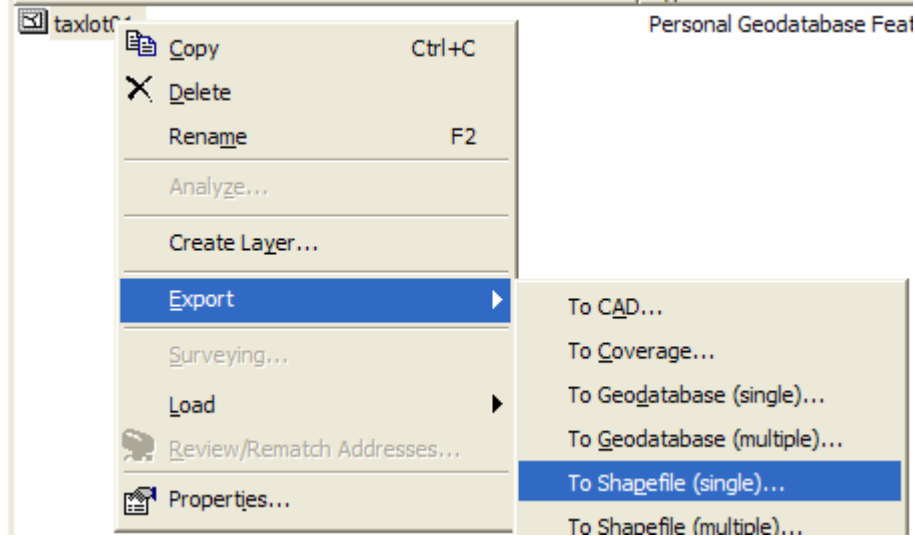 taxlot
Personal Geodatabase Feat
Copy Ctrl+C
Delete
Rename F2
Analyze...
Create Layer...
Export
Surveying...
Load
Review/Rematch Addresses...
Properties...
To CAD...
To Coverage...
To Geodatabase (single)...
To Geodatabase (multiple)...
To Shapefile (single)...
To Shapefile (multiple)...